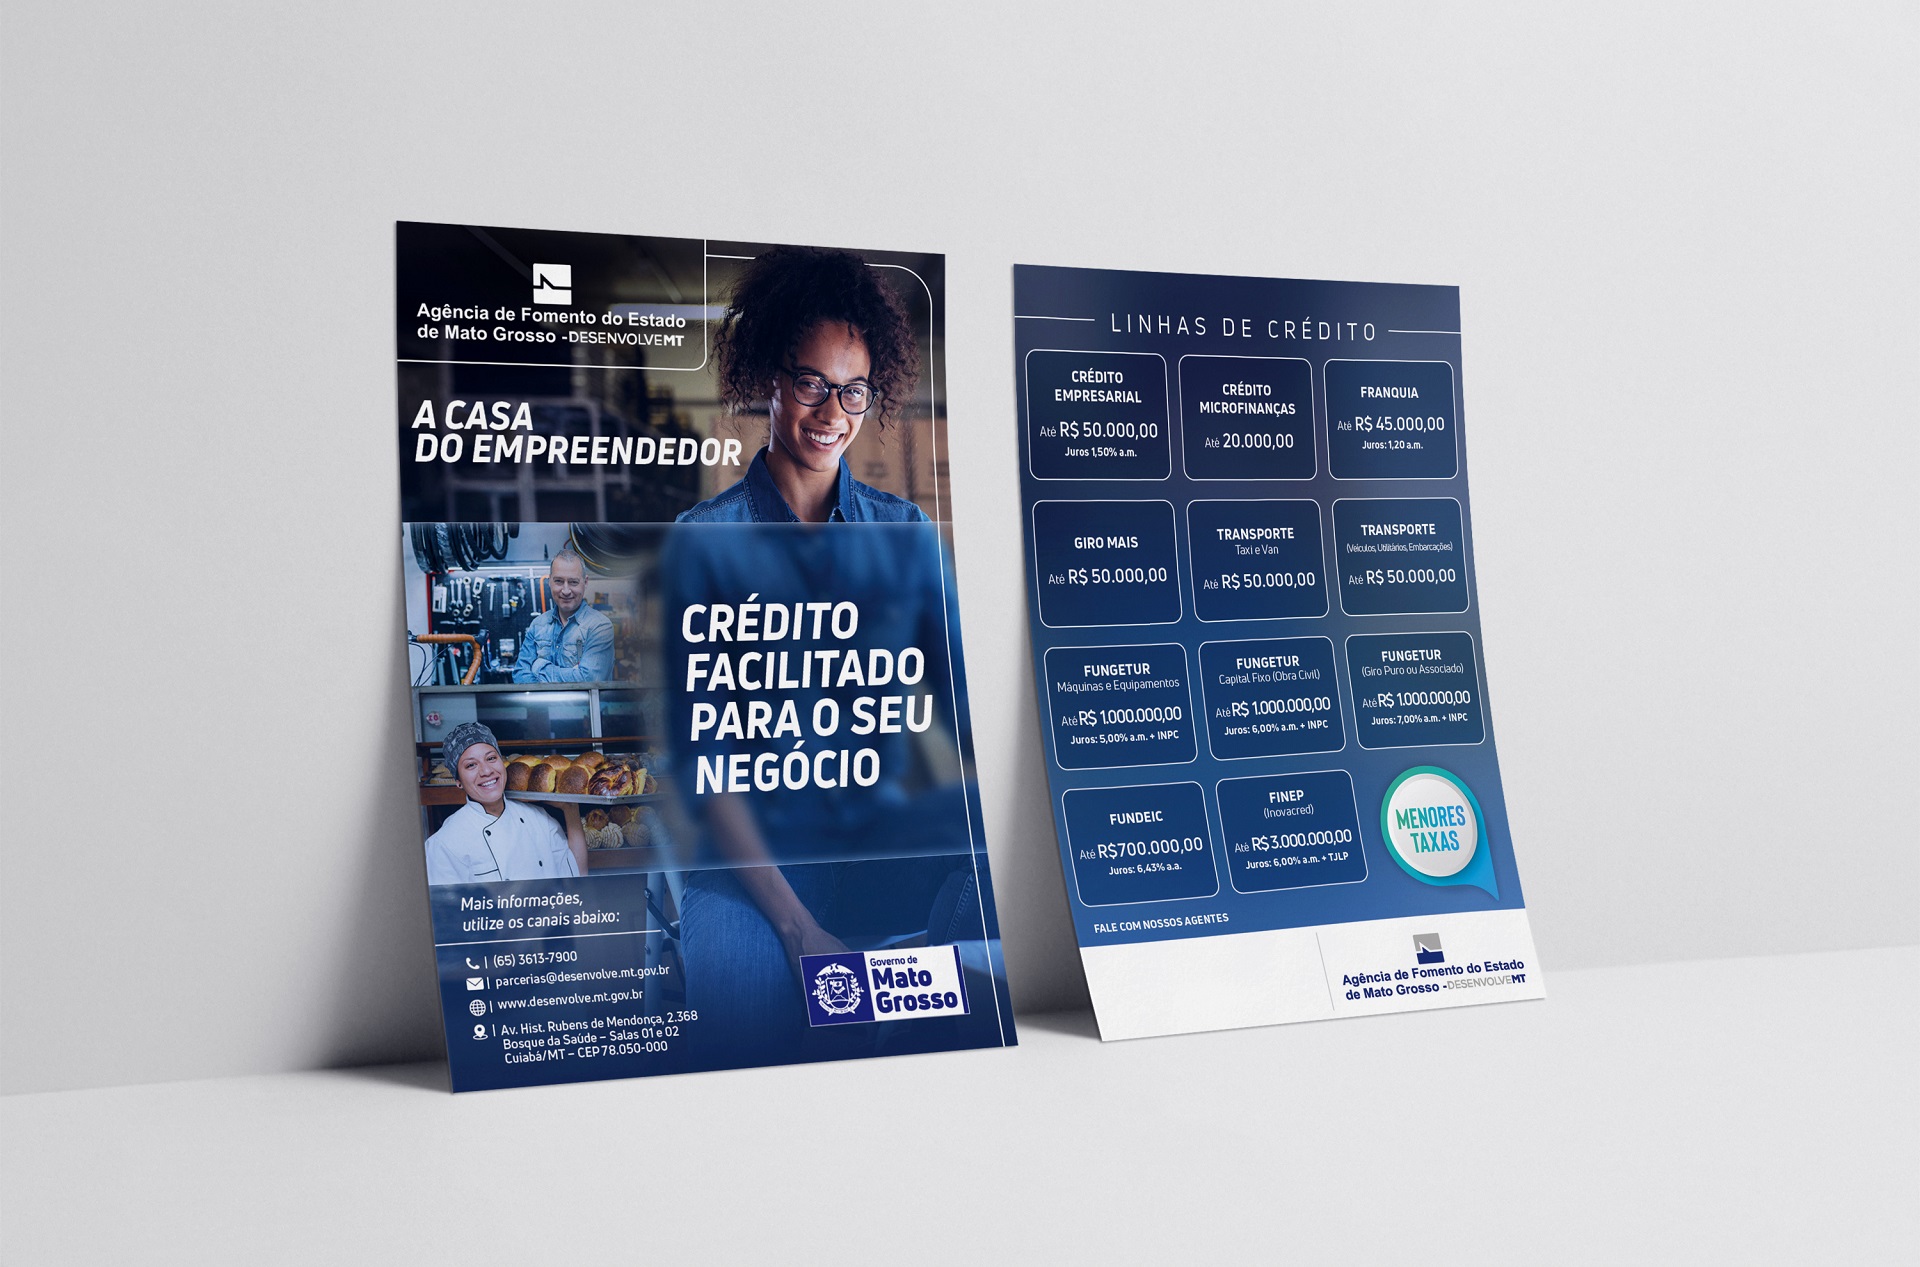 Agência de Fomento do Estado
de Mato Grosso -DESENVOLVEMT
A CASA
DO EMPREENDEDOR
CRÉDITO
FACILITADO
PARA O SEU
NEGÓCIO
Mais informações,
utilize os canais abaixo:
(65) 3613-7900
parcerias@desenvolve.mt.gov.br
www.desenvolve.mt.gov.br
Av. Hist. Rubens de Mendonça, 2.368
Bosque da Saúde – Salas 01 e 02
Cuiabá/MT – CEP 78.050-000
Governo de
Mato
Grosso
LINHAS DE CRÉDITO
CRÉDITO
EMPRESARIAL
Até R$ 50.000,00
Juros 1,50% a.m.
CRÉDITO
MICROFINANÇAS
Até 20.000,00
FRANQUIA
Até R$ 45.000,00
Juros: 1,20 a.m.
GIRO MAIS
Até R$ 50.000,00
TRANSPORTE
Taxi e Van
Até R$ 50.000,00
TRANSPORTE
(Veículos, Utilitários, Embarcações)
Até R$ 50.000,00
FUNGETUR
Máquinas e Equipamentos
Até R$ 1.000.000,00
Juros: 5,00% a.m. + INPC
FUNGETUR
Capital Fixo (Obra Civil)
Até R$ 1.000.000,00
Juros: 6,00% a.m. + INPC
FUNGETUR
(Giro Puro ou Associado)
Até R$ 1.000.000,00
Juros: 7,00% a.m. + INPC
FUNDEIC
Até R$700.000,00
Juros: 6,43% a.a.
FINEP
(Inovacred)
Até R$ 3.000.000,00
Juros: 6,00% a.m. + TJLP
MENORES
TAXAS
FALE COM NOSSOS AGENTES
Agência de Fomento do Estado
de Mato Grosso -DESENVOLVEMT